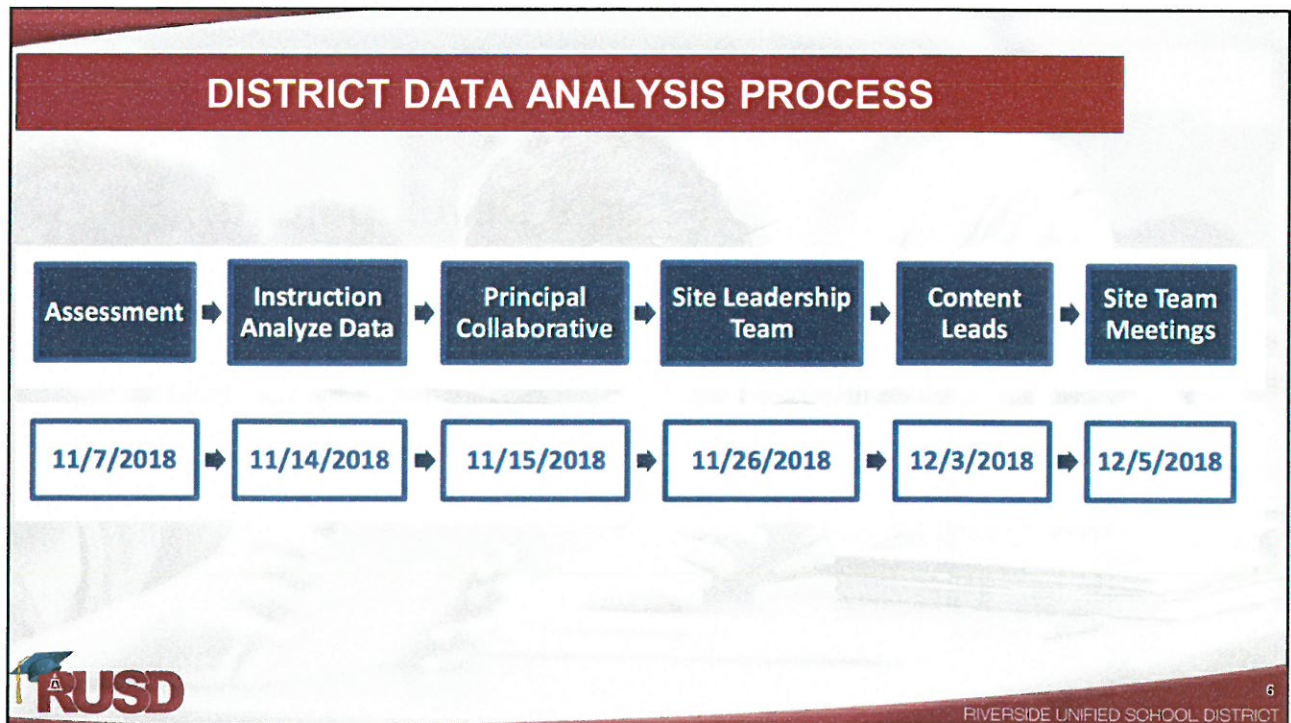 DISTRICT DATA ANALYSIS PROCESS
Assessment
Instruction
Analyze Data
Principal
Collaborative
Site Leadership
Team
Content
Leads
Site Team
Meetings
11/7/2018
11/14/2018
11/15/2018
11/26/2018
12/3/2018
12/5/2018
RUSD
6
RIVERSIDE UNIFIED SCHOOL DISTRICT